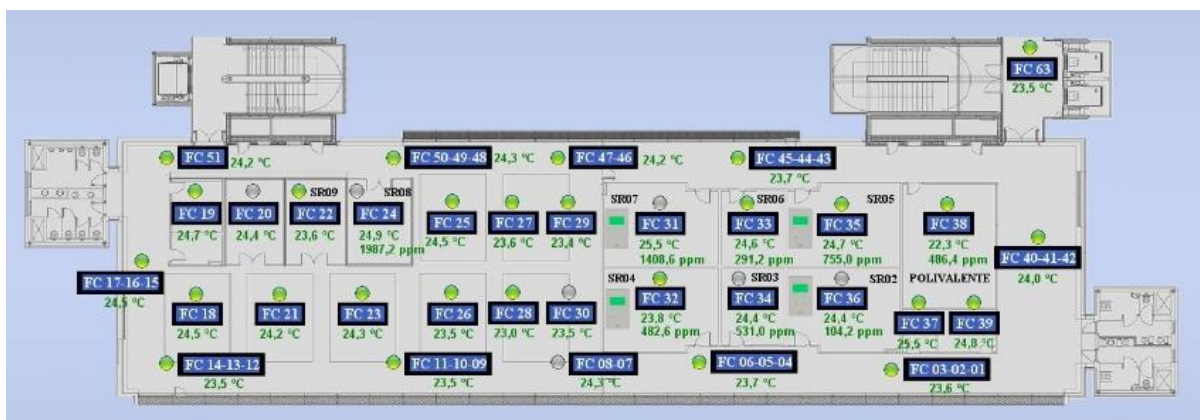 FC 63
23,5 °C
FC 51
24,2 °C
FC 50-49-48
24,3 °C
FC 47-46
24,2 °C
FC 45-44-43
23,7 °C
FC 19
24,7 °C
FC 20
24,4 °C
SR09
FC 22
23,6 °C
SR08
FC 24
24,9 °C
1987,2 ppm
FC 25
24,5 °C
FC 27
23,6 °C
FC 29
23,4 °C
SR07
FC 31
25,5 °C
1408,6 ppm
SR06
FC 33
24,6 °C
291,2 ppm
SR05
FC 35
24,7 °C
755,0 ppm
FC 38
22,3 °C
486,4 ppm
POLIVALENTE
FC 40-41-42
24,0 °C
FC 17-16-15
24,5 °C
FC 18
24,5 °C
FC 21
24,2 °C
FC 23
24,3 °C
FC 26
23,5 °C
FC 28
23,0 °C
FC 30
23,5 °C
SR04
FC 32
23,8 °C
482,6 ppm
SR03
FC 34
24,4 °C
531,0 ppm
SR02
FC 36
24,4 °C
104,2 ppm
FC 37
25,5 °C
FC 39
24,8 °C
FC 14-13-12
23,5 °C
FC 11-10-09
23,5 °C
FC 08-07
24,3 °C
FC 06-05-04
23,7 °C
FC 03-02-01
23,6 °C